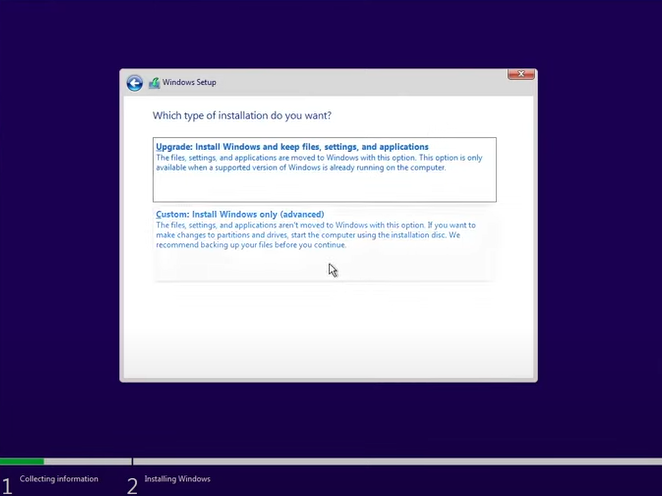 Windows Setup
Which type of installation do you want?
Upgrade: Install Windows and keep files, settings, and applications
The files, settings, and applications are moved to Windows with this option. This option is only
available when a supported version of Windows is already running on the computer.
Custom: Install Windows only (advanced)
The files, settings, and applications aren't moved to Windows with this option. If you want to
make changes to partitions and drives, start the computer using the installation disc. We
recommend backing up your files before you continue.
1 Collecting information
2 Installing Windows